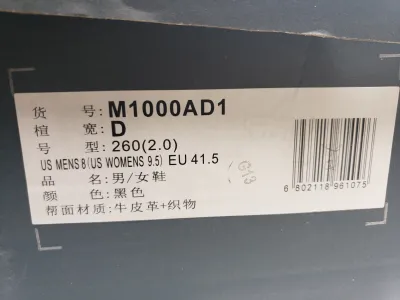 货 号: M1000AD1
楦 宽: D
号 型: 260(2.0)
US MENS 8 (US WOMENS 9.5) EU 41.5
品 名: 男/女鞋
颜 色: 黑色
帮面材质: 牛皮革+织物
6 802118 961075